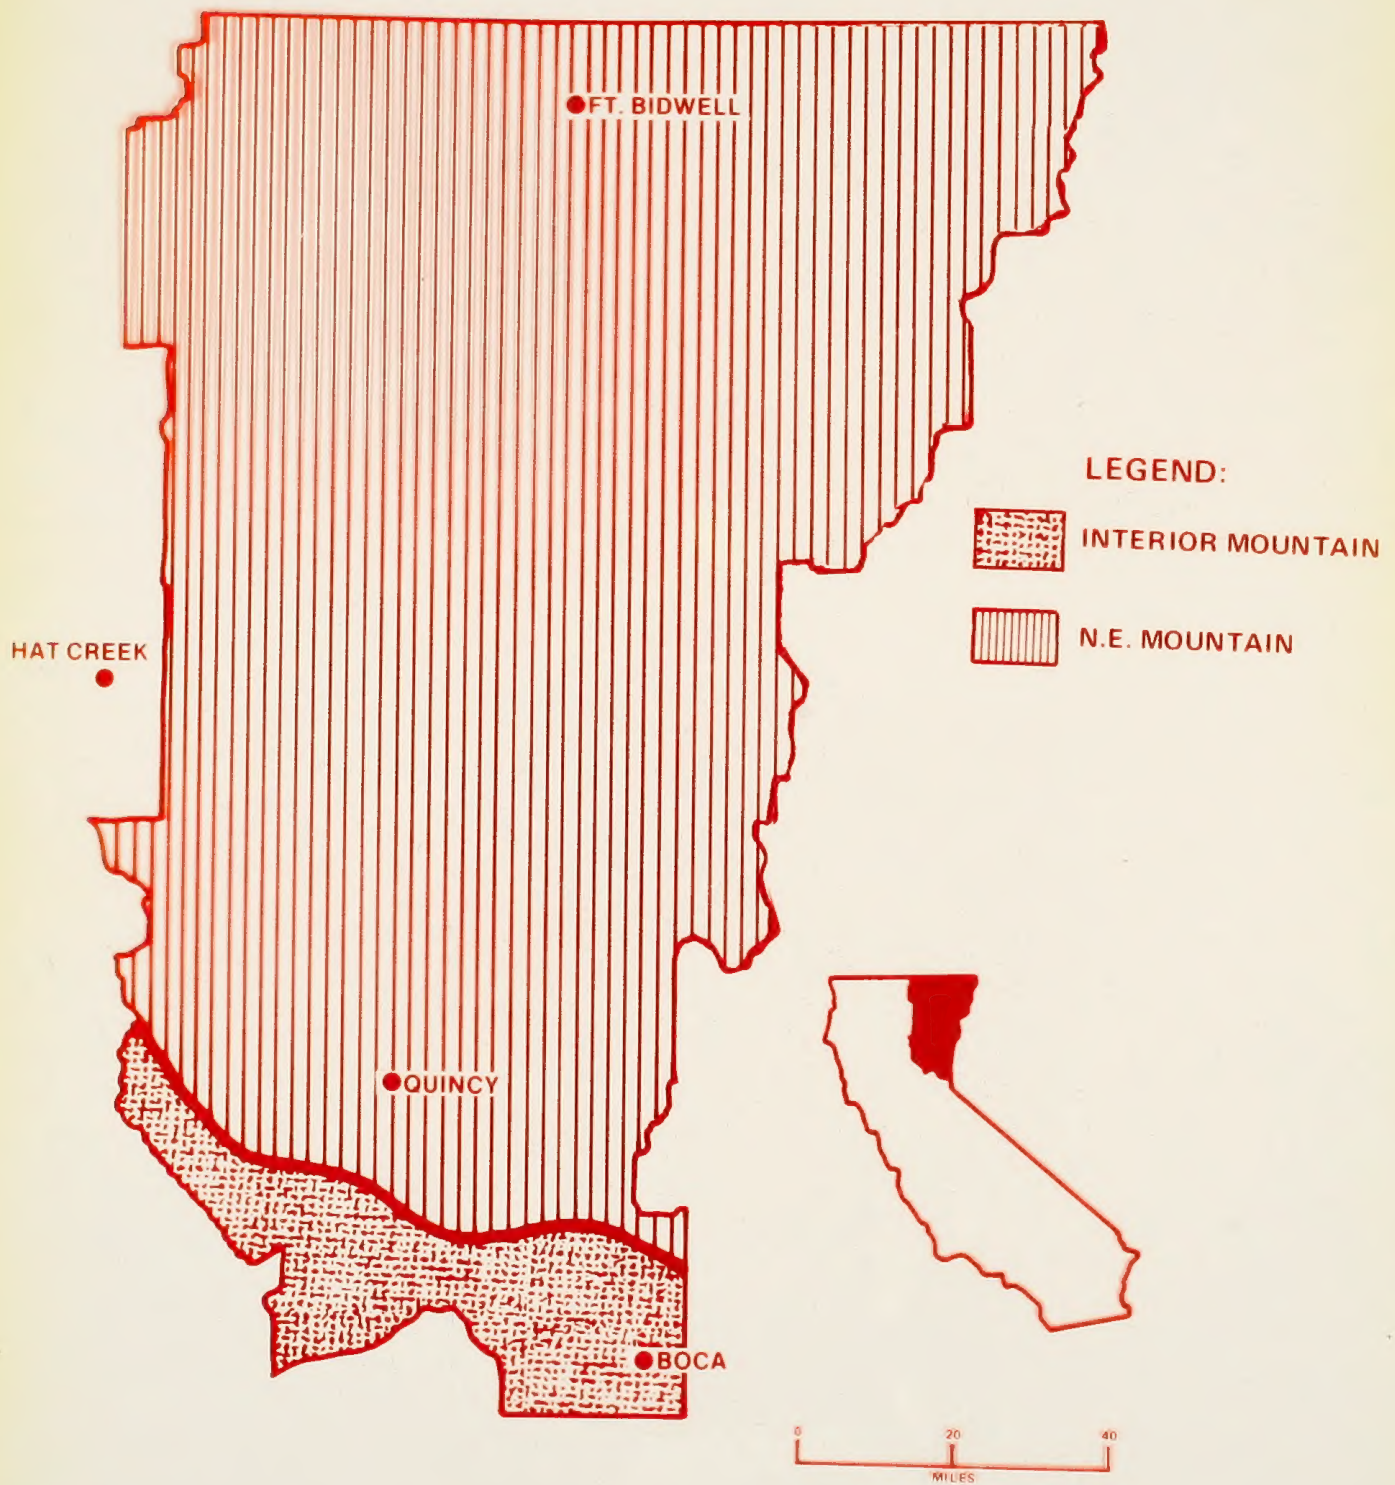 FT. BIDWELL
LEGEND:
INTERIOR MOUNTAIN
N.E. MOUNTAIN
HAT CREEK
QUINCY
BOCA
0 20 40
MILES